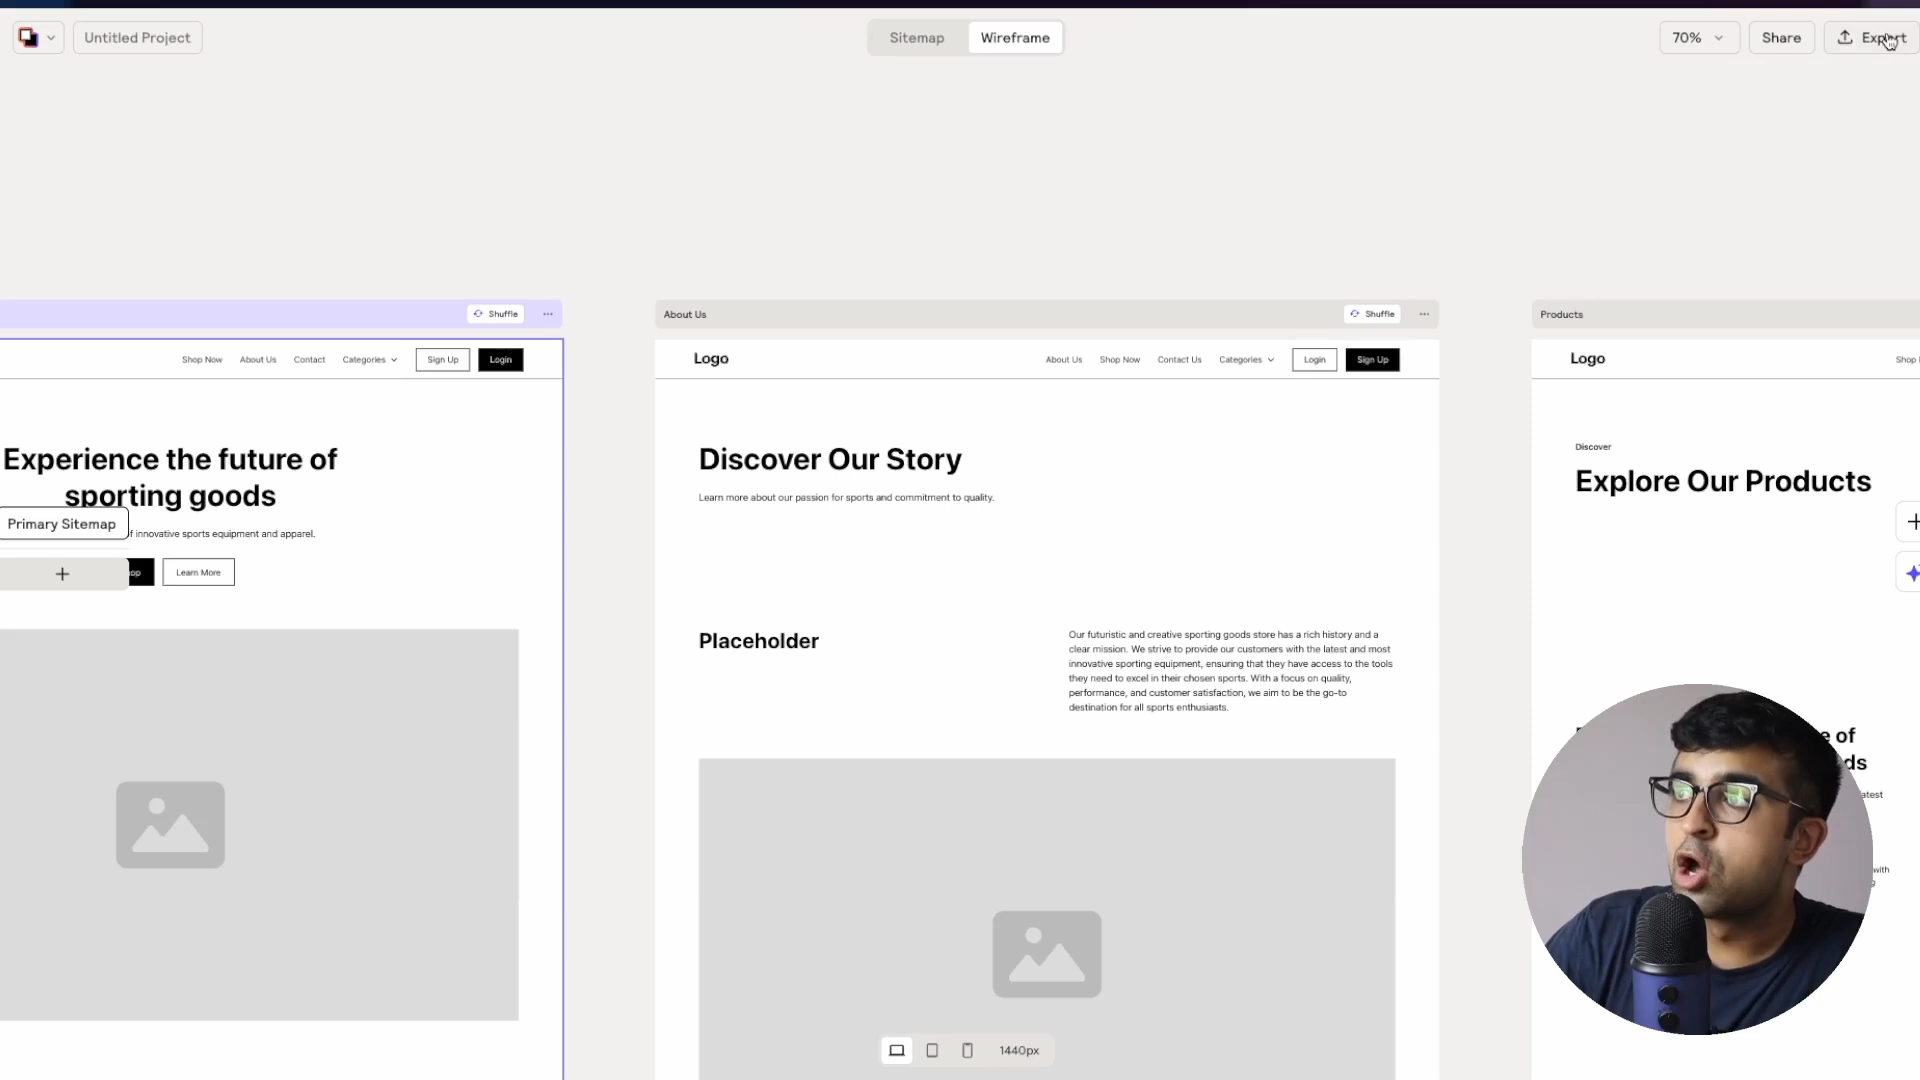 Untitled Project
Sitemap
Wireframe
70%
Share
Export
Shuffle
Shop Now
About Us
Contact
Categories
Sign Up
Login
Experience the future of
sporting goods
innovative sports equipment and apparel.
Learn More
Primary Sitemap
About Us
Shuffle
Logo
About Us
Shop Now
Contact Us
Categories
Login
Sign Up
Discover Our Story
Learn more about our passion for sports and commitment to quality.
Placeholder
Our futuristic and creative sporting goods store has a rich history and a
clear mission. We strive to provide our customers with the latest and most
innovative sporting equipment, ensuring that they have access to the tools
they need to excel in their chosen sports. With a focus on quality,
performance, and customer satisfaction, we aim to be the go-to
destination for all sports enthusiasts.
1440px
Products
Logo
Shop
Discover
Explore Our Products
of
with